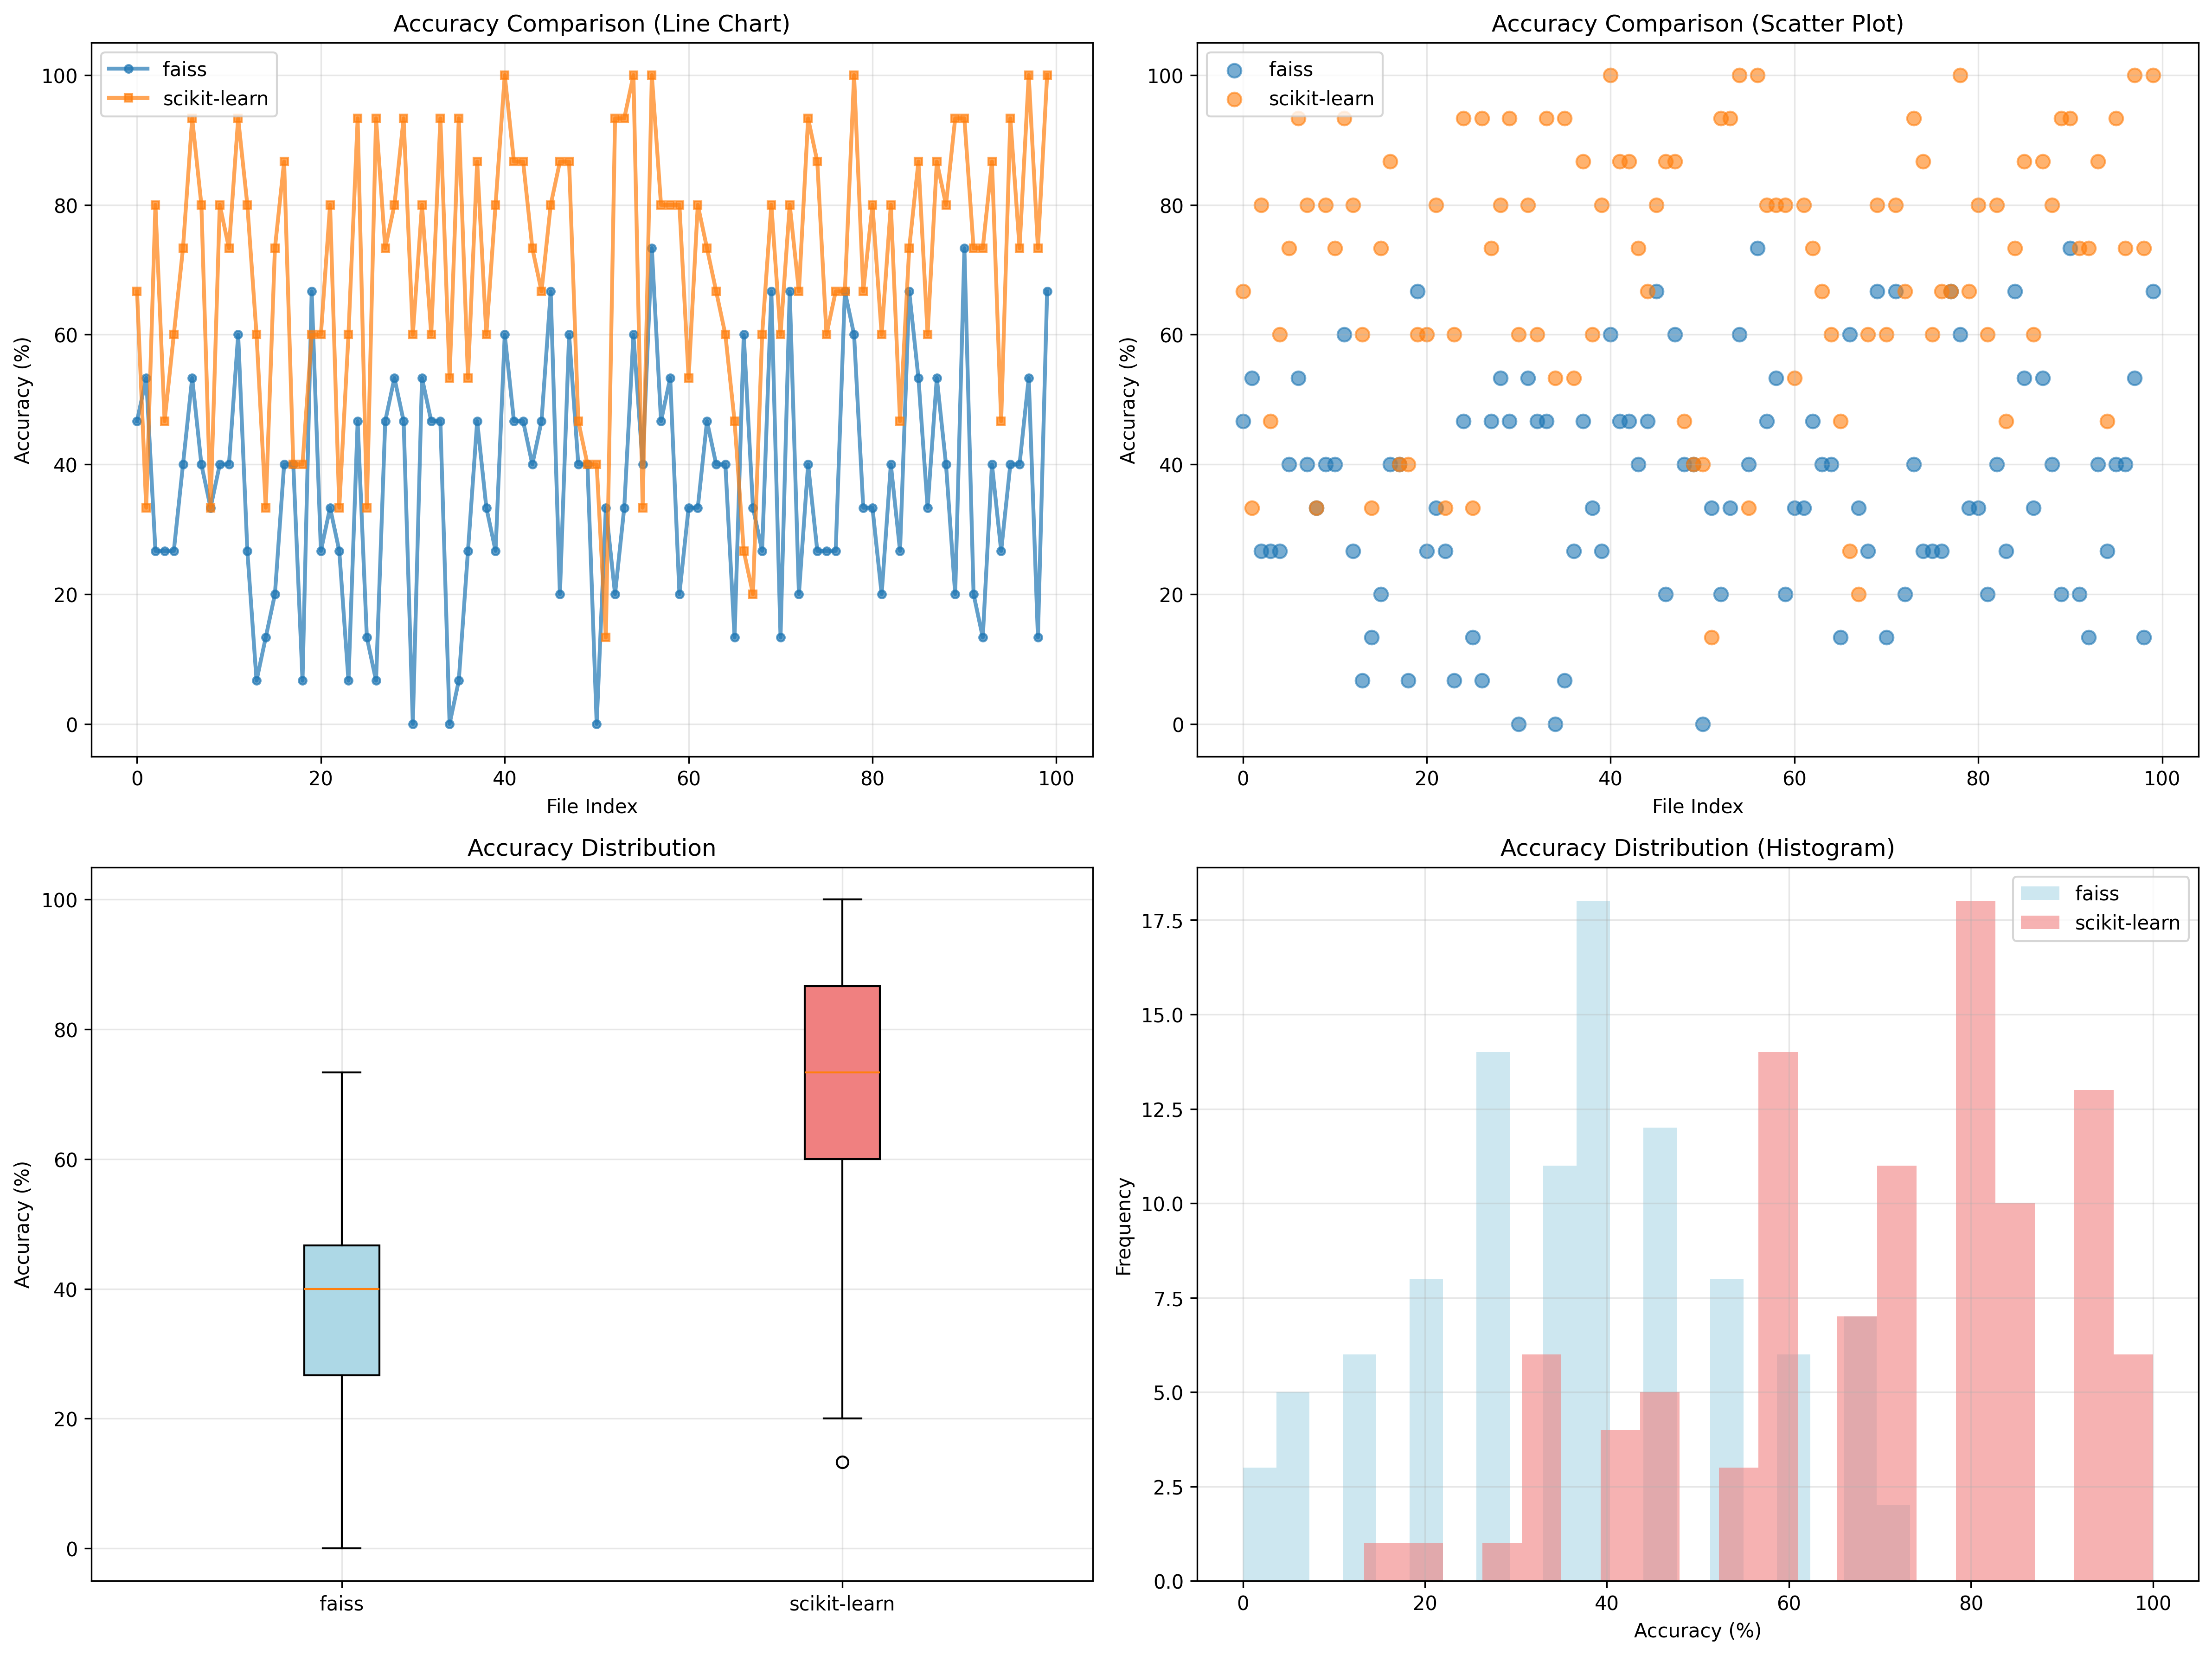 Accuracy Comparison (Line Chart)
faiss
scikit-learn
100
80
60
40
20
0
Accuracy (%)
0 20 40 60 80 100
File Index
Accuracy Comparison (Scatter Plot)
faiss
scikit-learn
100
80
60
40
20
0
Accuracy (%)
0 20 40 60 80 100
File Index
Accuracy Distribution
100
80
60
40
20
0
Accuracy (%)
faiss scikit-learn
Accuracy Distribution (Histogram)
faiss
scikit-learn
17.5
15.0
12.5
10.0
7.5
5.0
2.5
0.0
Frequency
0 20 40 60 80 100
Accuracy (%)